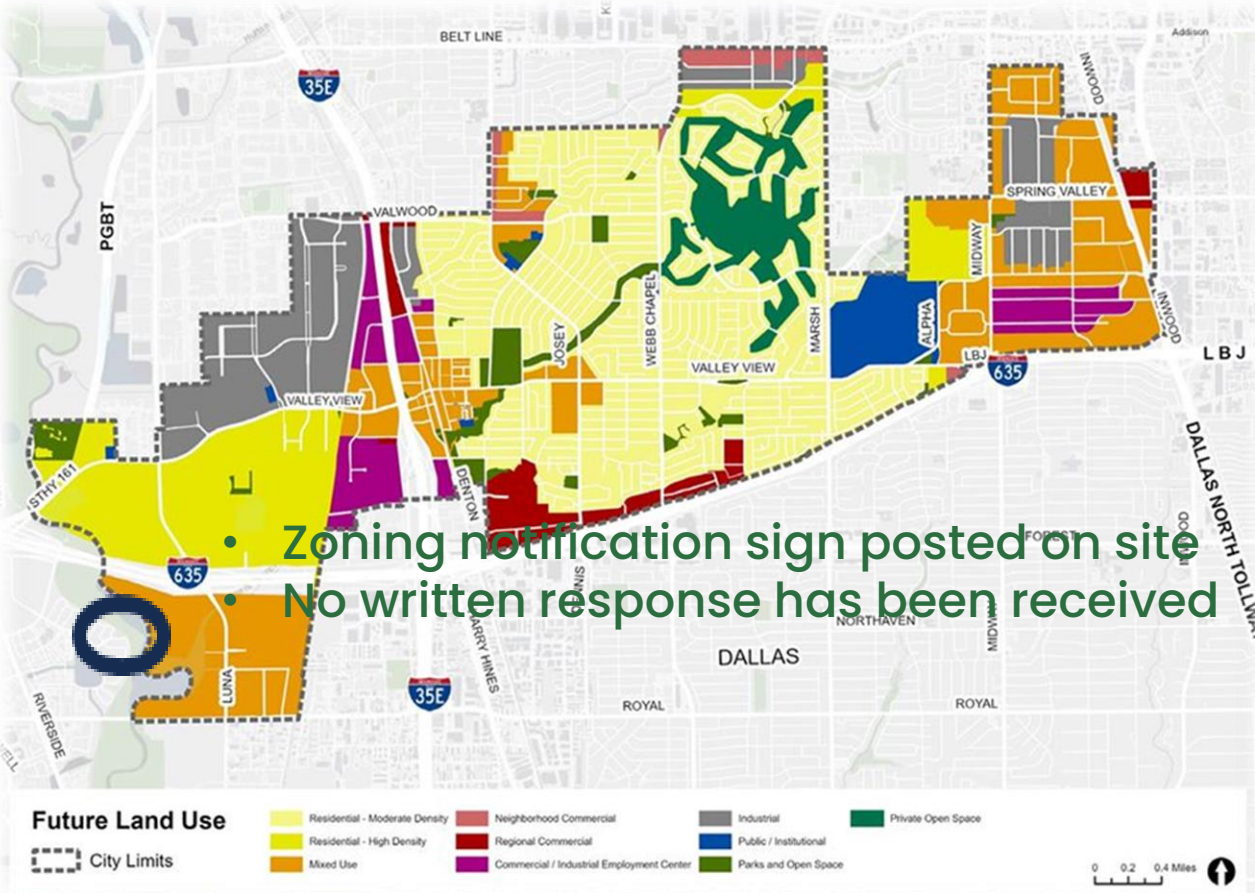 BELT LINE
Addison
INWOOD
35E
PGBT
VALWOOD
SPRING VALLEY
MIDWAY
JOSEY
WEBB CHAPEL
MARSH
ALPHA
INWOOD
LBJ
LBJ
635
VALLEY VIEW
VALLEY VIEW
STHY 161
DENTON
DALLAS NORTH TOLLWAY
• Zoning notification sign posted on site
FOREST
635
• No written response has been received
NORTHAVEN
MIDWAY
HARRY HINES
DALLAS
LUNA
35E
ROYAL
ROYAL
RIVERSIDE
Future Land Use
City Limits
Residential - Moderate Density
Residential - High Density
Mixed Use
Neighborhood Commercial
Regional Commercial
Commercial / Industrial Employment Center
Industrial
Public / Institutional
Parks and Open Space
Private Open Space
0 0.2 0.4 Miles